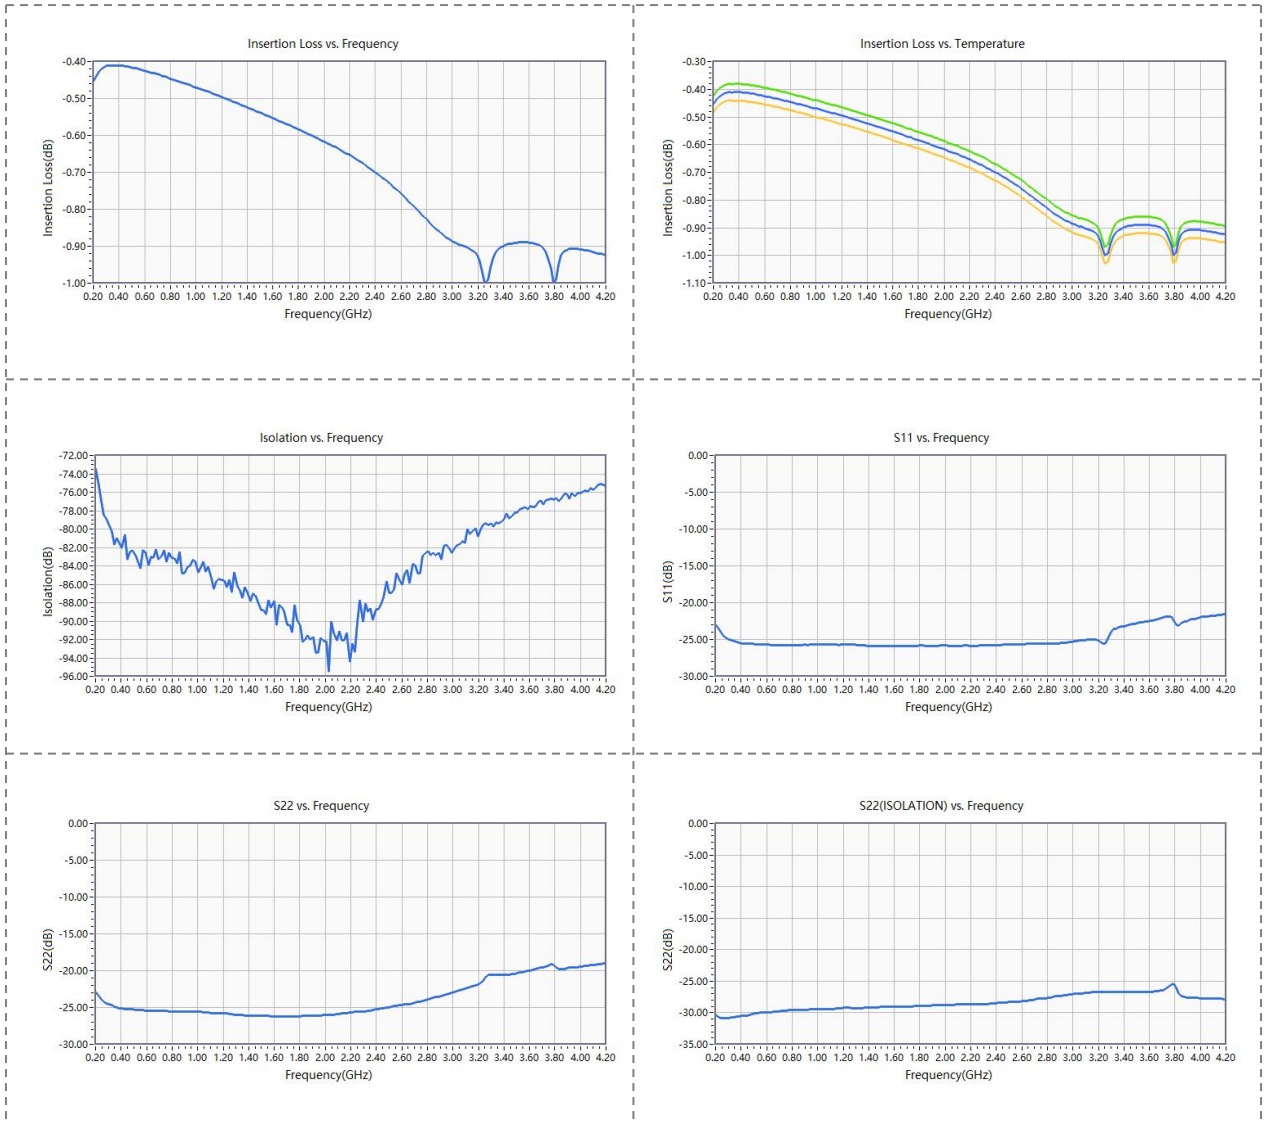 Insertion Loss vs. Frequency
-0.40
-0.50
-0.60
-0.70
-0.80
-0.90
-1.00
Insertion Loss(dB)
0.20 0.40 0.60 0.80 1.00 1.20 1.40 1.60 1.80 2.00 2.20 2.40 2.60 2.80 3.00 3.20 3.40 3.60 3.80 4.00 4.20
Frequency(GHz)
Insertion Loss vs. Temperature
-0.30
-0.40
-0.50
-0.60
-0.70
-0.80
-0.90
-1.00
-1.10
Insertion Loss(dB)
0.20 0.40 0.60 0.80 1.00 1.20 1.40 1.60 1.80 2.00 2.20 2.40 2.60 2.80 3.00 3.20 3.40 3.60 3.80 4.00 4.20
Frequency(GHz)
Isolation vs. Frequency
-72.00
-74.00
-76.00
-78.00
-80.00
-82.00
-84.00
-86.00
-88.00
-90.00
-92.00
-94.00
-96.00
Isolation(dB)
0.20 0.40 0.60 0.80 1.00 1.20 1.40 1.60 1.80 2.00 2.20 2.40 2.60 2.80 3.00 3.20 3.40 3.60 3.80 4.00 4.20
Frequency(GHz)
S11 vs. Frequency
0.00
-5.00
-10.00
-15.00
-20.00
-25.00
-30.00
S11(dB)
0.20 0.40 0.60 0.80 1.00 1.20 1.40 1.60 1.80 2.00 2.20 2.40 2.60 2.80 3.00 3.20 3.40 3.60 3.80 4.00 4.20
Frequency(GHz)
S22 vs. Frequency
0.00
-5.00
-10.00
-15.00
-20.00
-25.00
-30.00
S22(dB)
0.20 0.40 0.60 0.80 1.00 1.20 1.40 1.60 1.80 2.00 2.20 2.40 2.60 2.80 3.00 3.20 3.40 3.60 3.80 4.00 4.20
Frequency(GHz)
S22(ISOLATION) vs. Frequency
0.00
-5.00
-10.00
-15.00
-20.00
-25.00
-30.00
-35.00
S22(dB)
0.20 0.40 0.60 0.80 1.00 1.20 1.40 1.60 1.80 2.00 2.20 2.40 2.60 2.80 3.00 3.20 3.40 3.60 3.80 4.00 4.20
Frequency(GHz)